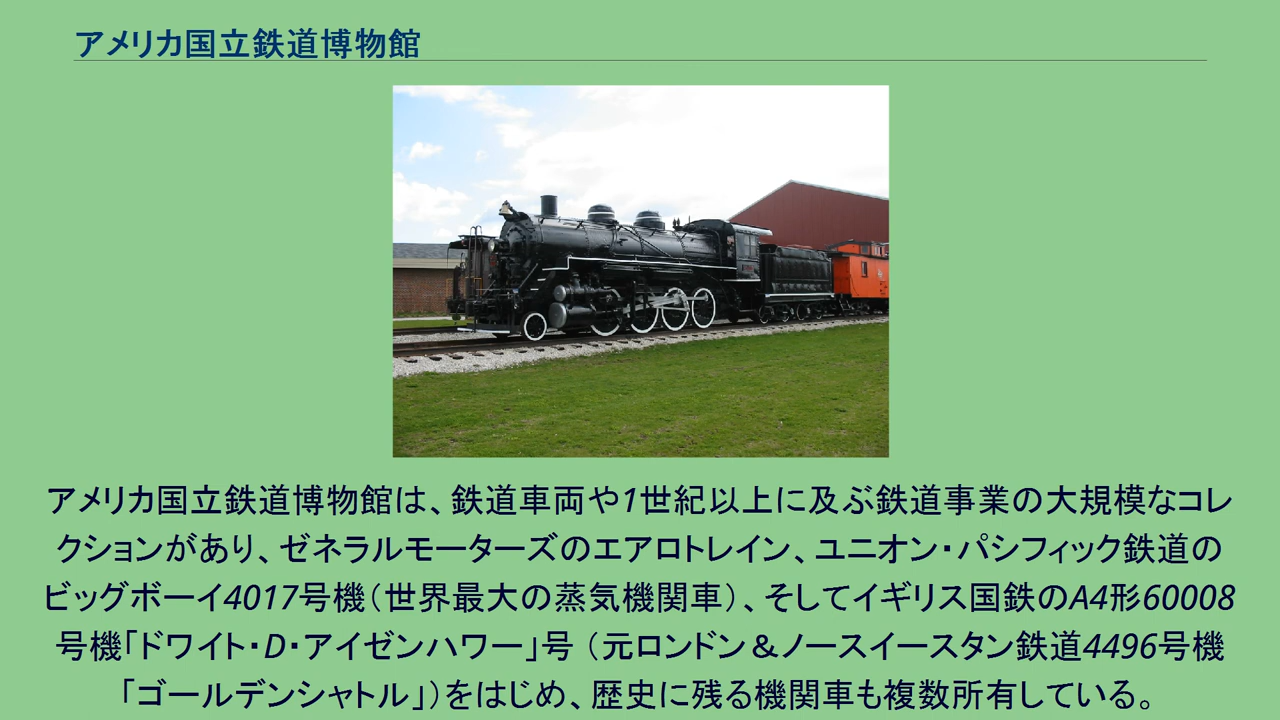 アメリカ国立鉄道博物館
アメリカ国立鉄道博物館は、鉄道車両や1世紀以上に及ぶ鉄道事業の大規模なコレ
クションがあり、ゼネラルモーターズのエアロトレイン、ユニオン・パシフィック鉄道の
ビッグボーイ4017号機（世界最大の蒸気機関車）、そしてイギリス国鉄のA4形60008
号機「ドワイト・D・アイゼンハワー」号 （元ロンドン＆ノースイースタン鉄道4496号機
「ゴールデンシャトル」）をはじめ、歴史に残る機関車も複数所有している。